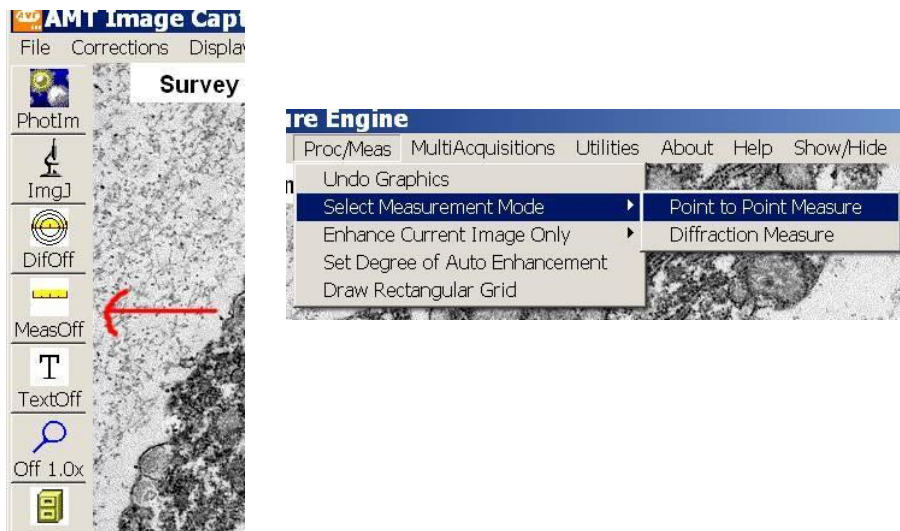 AMT Image Capt
File Corrections Display
Survey
PhotIm
ImgJ
DifOff
MeasOff
T
TextOff
Off 1.0x
ure Engine
Proc/Meas MultiAcquisitions Utilities About Help Show/Hide
Undo Graphics
Select Measurement Mode
Enhance Current Image Only
Set Degree of Auto Enhancement
Draw Rectangular Grid
Point to Point Measure
Diffraction Measure